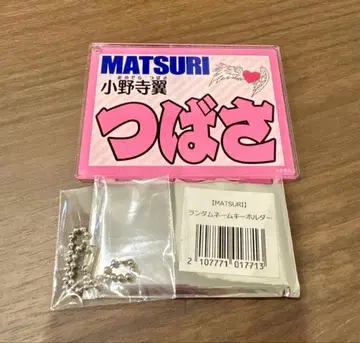 MATSURI
おのでら つばさ
小野寺翼
つばさ
【MATSURI】
ランダムネームキーホルダー
2 107771 017713